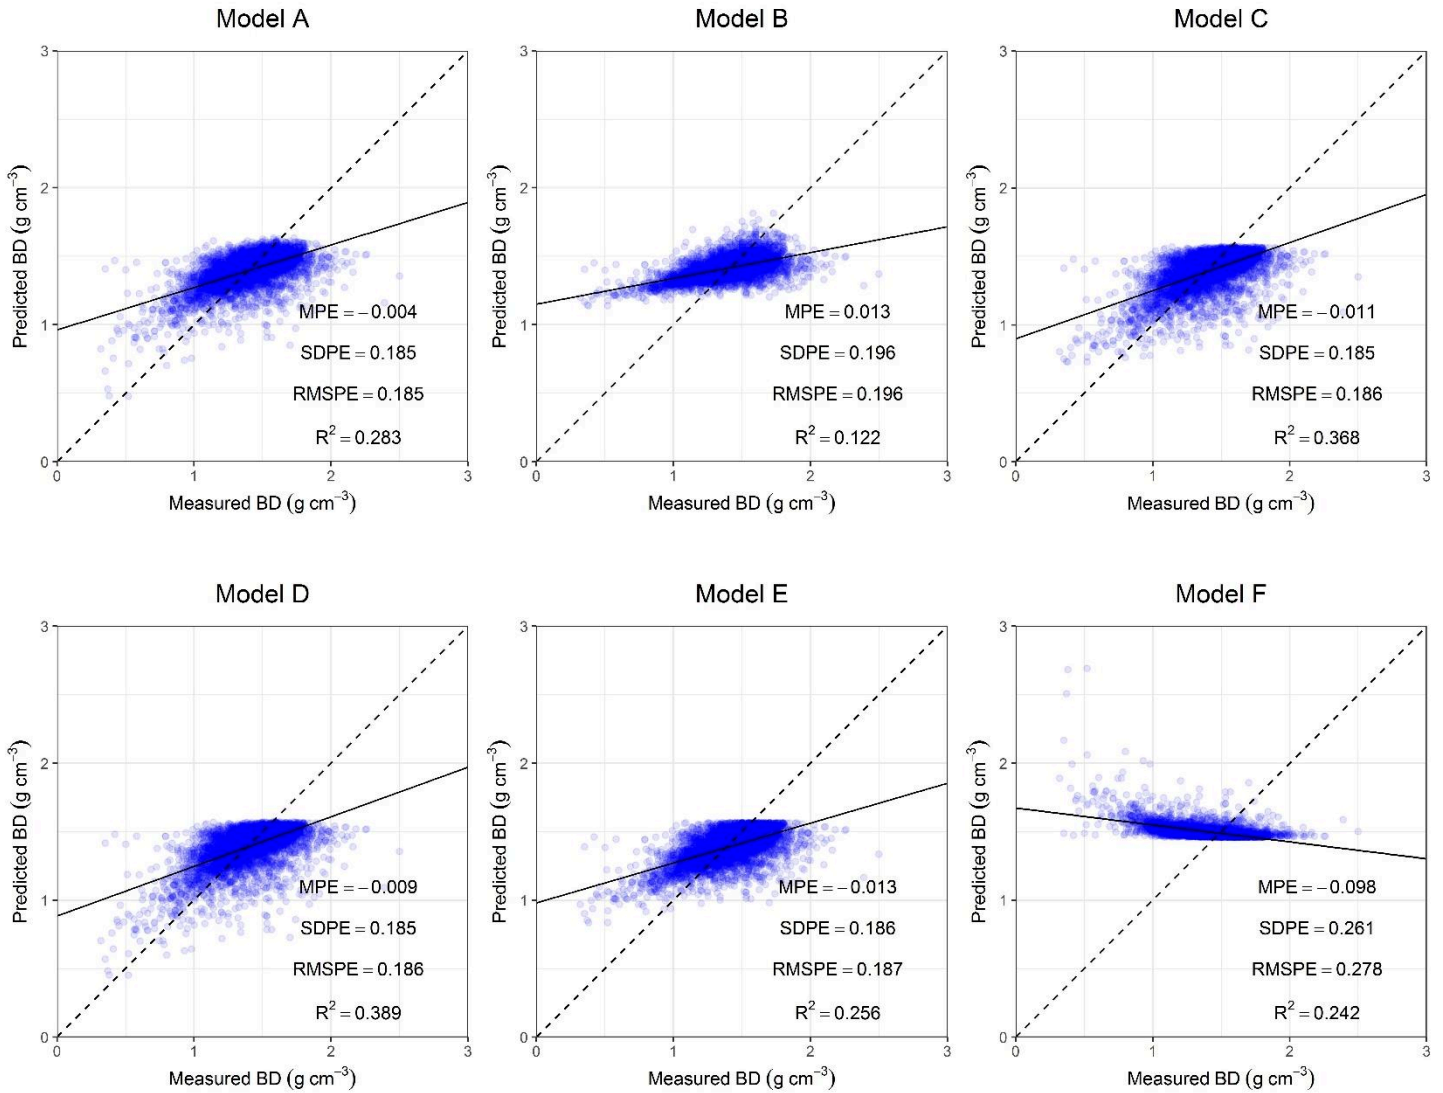 Model A
3
2
1
0
Predicted BD (g cm⁻³)
MPE = −0.004
SDPE = 0.185
RMSPE = 0.185
R² = 0.283
0 1 2 3
Measured BD (g cm⁻³)
Model B
3
2
1
0
Predicted BD (g cm⁻³)
MPE = 0.013
SDPE = 0.196
RMSPE = 0.196
R² = 0.122
0 1 2 3
Measured BD (g cm⁻³)
Model C
3
2
1
0
Predicted BD (g cm⁻³)
MPE = −0.011
SDPE = 0.185
RMSPE = 0.186
R² = 0.368
0 1 2 3
Measured BD (g cm⁻³)
Model D
3
2
1
0
Predicted BD (g cm⁻³)
MPE = −0.009
SDPE = 0.185
RMSPE = 0.186
R² = 0.389
0 1 2 3
Measured BD (g cm⁻³)
Model E
3
2
1
0
Predicted BD (g cm⁻³)
MPE = −0.013
SDPE = 0.186
RMSPE = 0.187
R² = 0.256
0 1 2 3
Measured BD (g cm⁻³)
Model F
3
2
1
0
Predicted BD (g cm⁻³)
MPE = −0.098
SDPE = 0.261
RMSPE = 0.278
R² = 0.242
0 1 2 3
Measured BD (g cm⁻³)